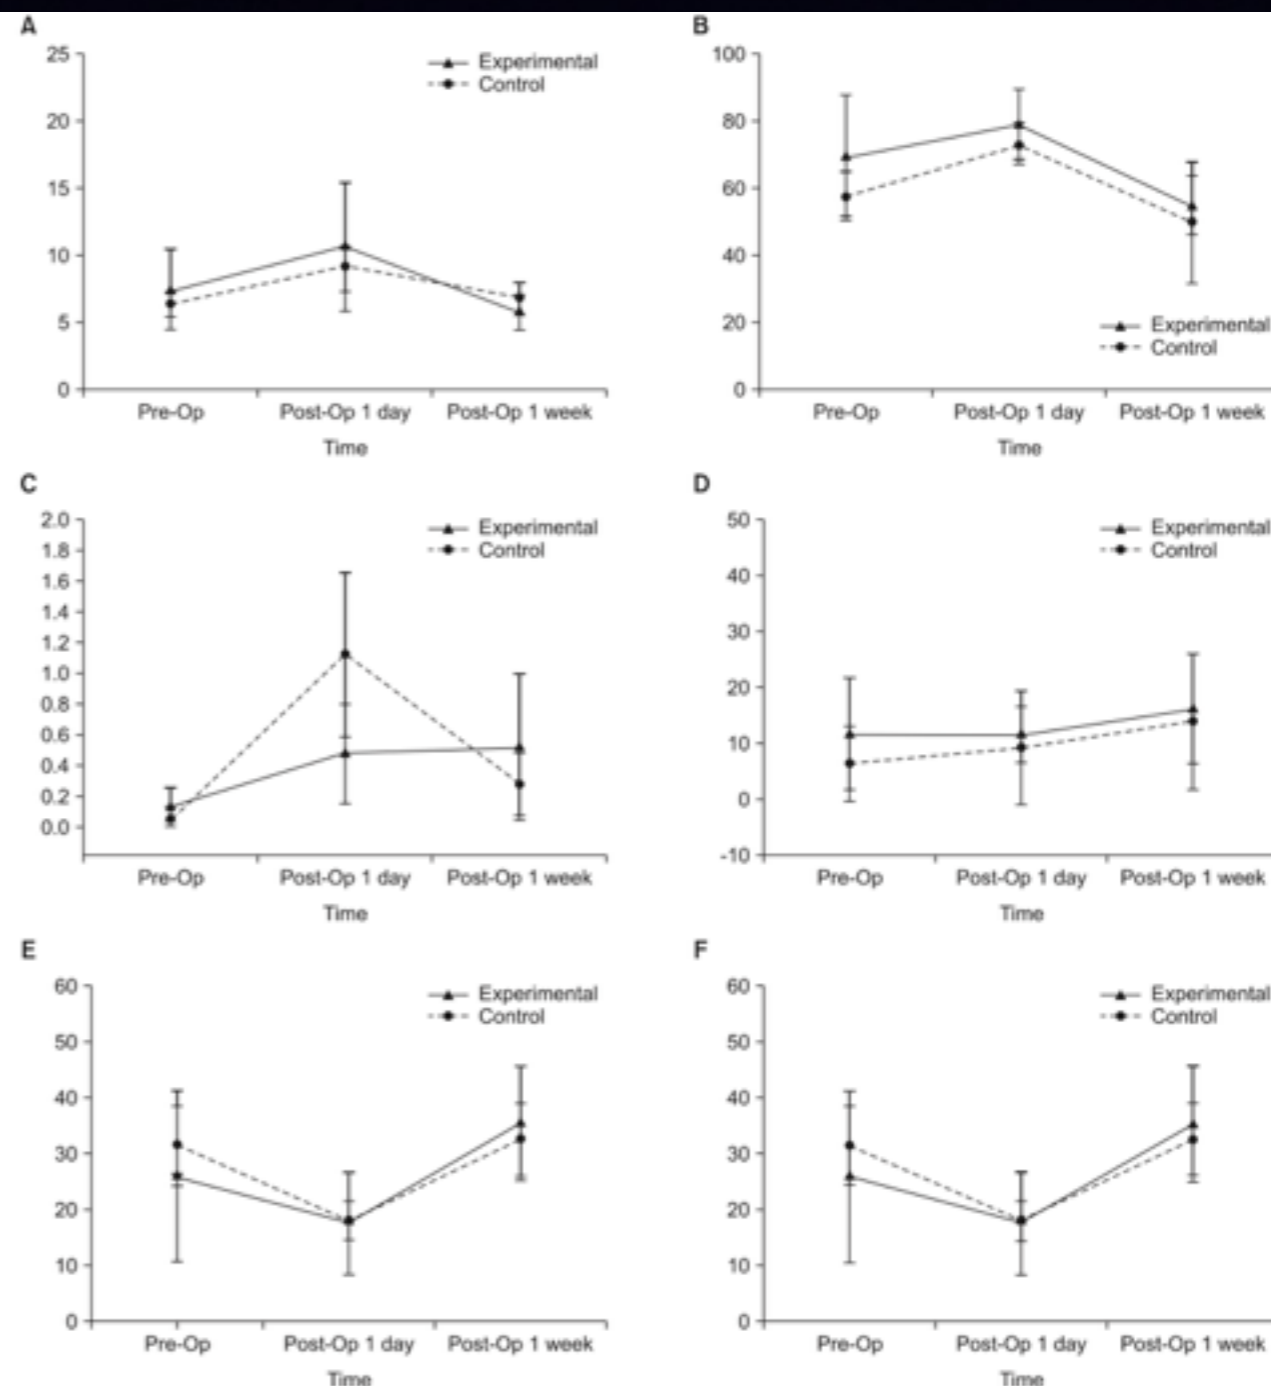 A
25
20
15
10
5
0
Experimental
Control
Pre-Op Post-Op 1 day Post-Op 1 week
Time
B
100
80
60
40
20
0
Experimental
Control
Pre-Op Post-Op 1 day Post-Op 1 week
Time
C
2.0
1.8
1.6
1.4
1.2
1.0
0.8
0.6
0.4
0.2
0.0
Experimental
Control
Pre-Op Post-Op 1 day Post-Op 1 week
Time
D
50
40
30
20
10
0
-10
Experimental
Control
Pre-Op Post-Op 1 day Post-Op 1 week
Time
E
60
50
40
30
20
10
0
Experimental
Control
Pre-Op Post-Op 1 day Post-Op 1 week
Time
F
60
50
40
30
20
10
0
Experimental
Control
Pre-Op Post-Op 1 day Post-Op 1 week
Time